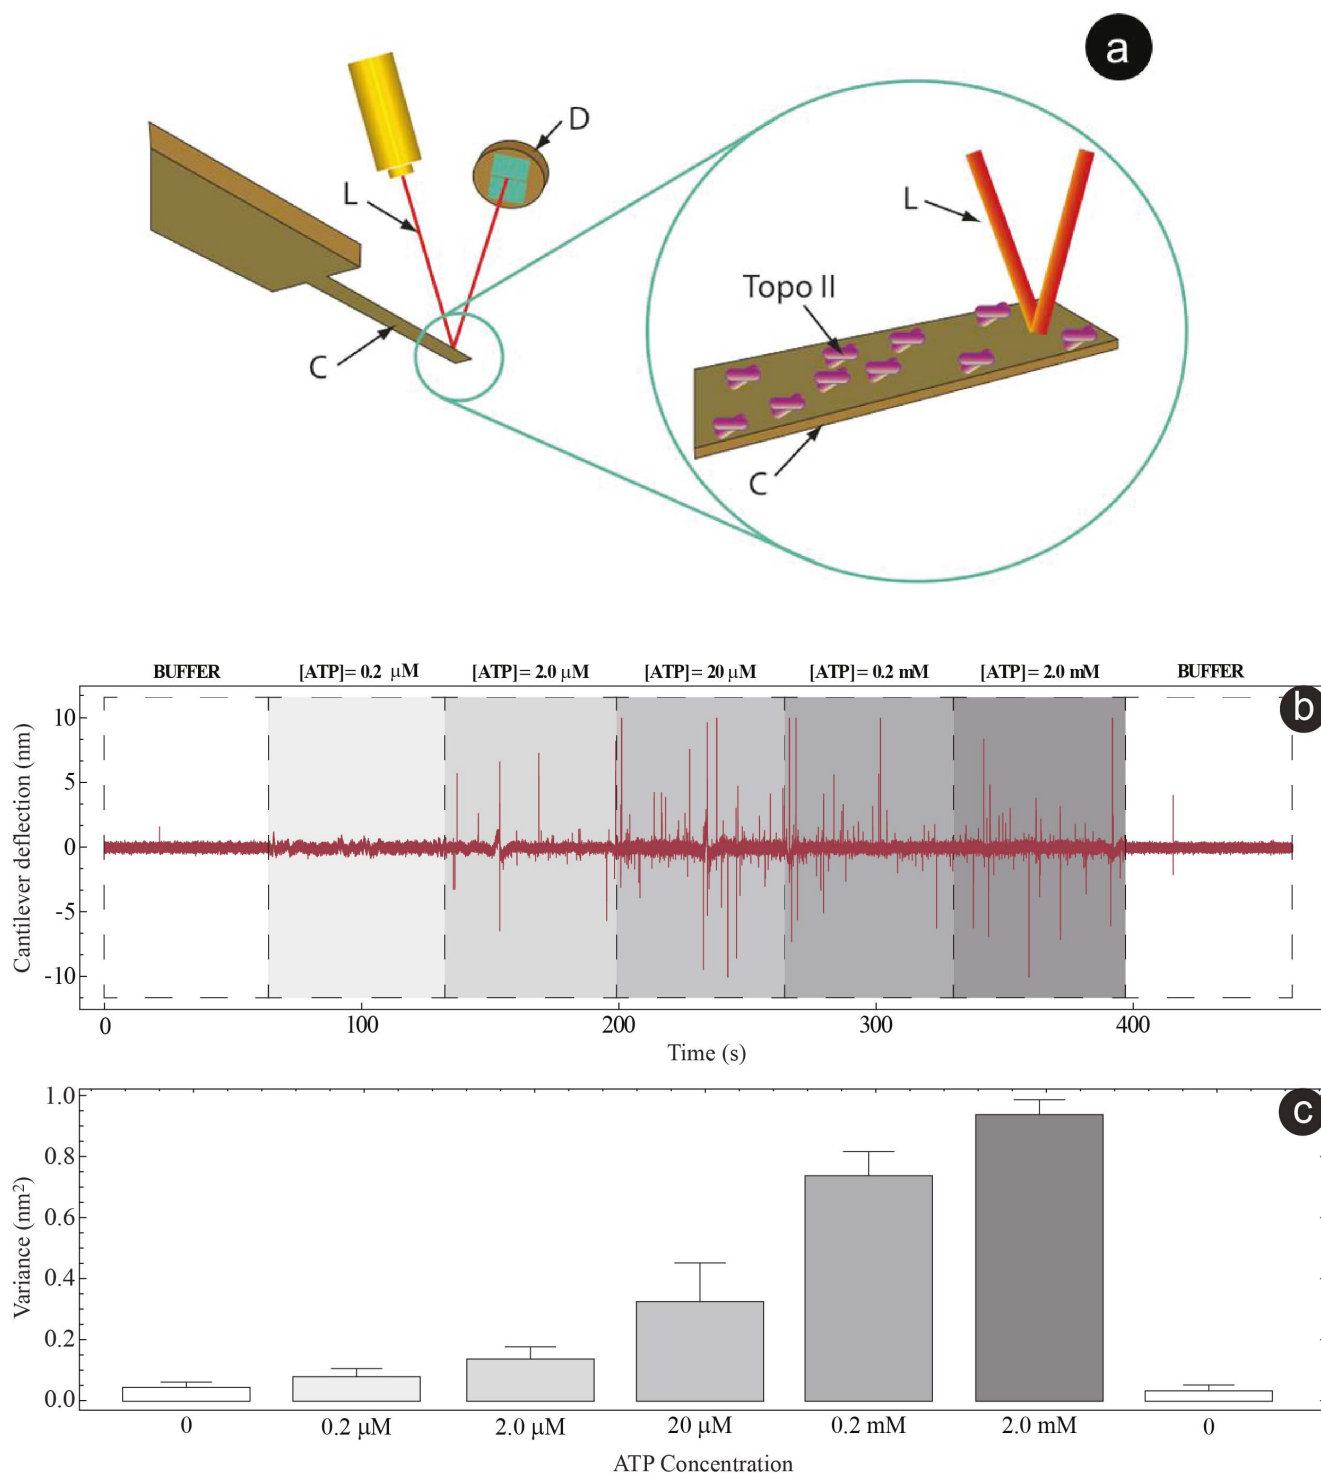 a
D
L
L
Topo II
C
C
BUFFER [ATP]= 0.2 μM [ATP]= 2.0 μM [ATP]= 20 μM [ATP]= 0.2 mM [ATP]= 2.0 mM BUFFER
b
Cantilever deflection (nm)
10
5
0
-5
-10
0 100 200 300 400
Time (s)
c
Variance (nm²)
1.0
0.8
0.6
0.4
0.2
0.0
0 0.2 μM 2.0 μM 20 μM 0.2 mM 2.0 mM 0
ATP Concentration